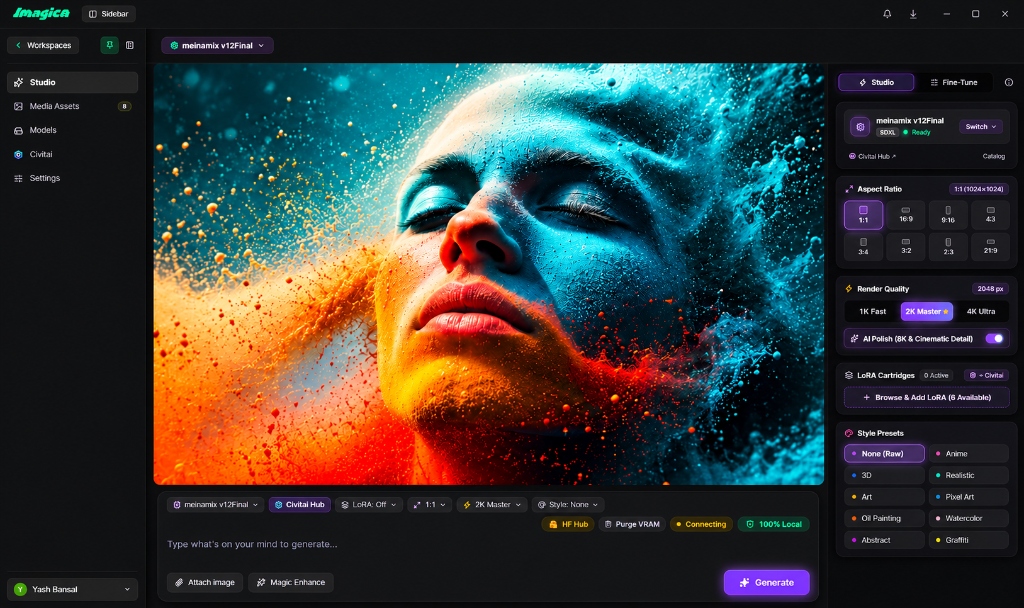 Imagica
Sidebar
Workspaces
meinamix v12Final
Studio
Media Assets
8
Models
Civitai
Settings
Yash Bansal
Studio
Fine-Tune
meinamix v12Final
SDXL
Ready
Switch
Civitai Hub ↗
Catalog
Aspect Ratio
1:1 (1024×1024)
1:1
16:9
9:16
4:3
3:4
3:2
2:3
21:9
Render Quality
2048 px
1K Fast
2K Master
4K Ultra
AI Polish (8K & Cinematic Detail)
LoRA Cartridges
0 Active
+ Civitai
+ Browse & Add LoRA (6 Available)
Style Presets
None (Raw)
Anime
3D
Realistic
Art
Pixel Art
Oil Painting
Watercolor
Abstract
Graffiti
meinamix v12Final
Civitai Hub
LoRA: Off
1:1
2K Master
Style: None
HF Hub
Purge VRAM
Connecting
100% Local
Type what's on your mind to generate...
Attach image
Magic Enhance
Generate
Y